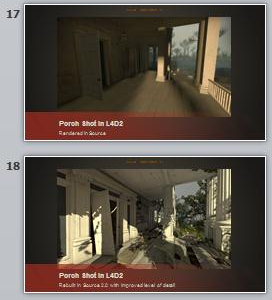 17
Porch Shot in L4D2
Rendered in Source
18
Porch Shot in L4D2
Rebuilt in Source 2.0 with improved level of detail